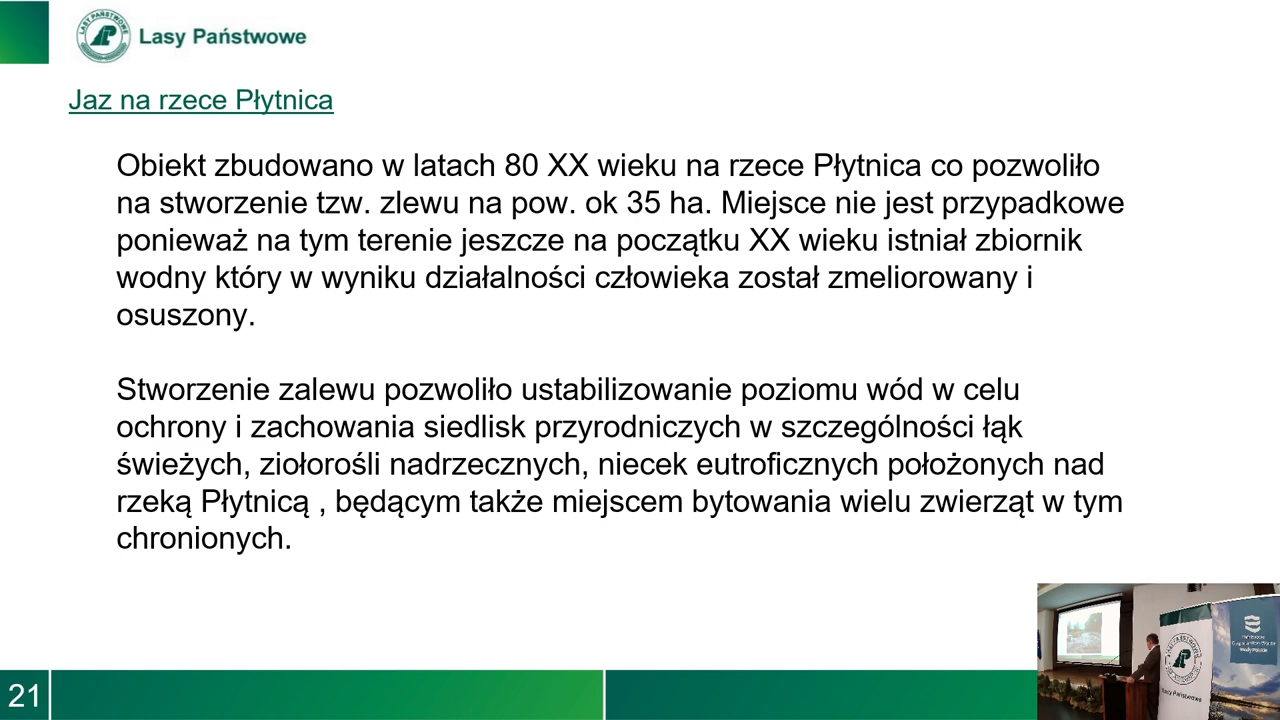 LASY PAŃSTWOWE
Lasy Państwowe
Jaz na rzece Płytnica
Obiekt zbudowano w latach 80 XX wieku na rzece Płytnica co pozwoliło
na stworzenie tzw. zlewu na pow. ok 35 ha. Miejsce nie jest przypadkowe
ponieważ na tym terenie jeszcze na początku XX wieku istniał zbiornik
wodny który w wyniku działalności człowieka został zmeliorowany i
osuszony.
Stworzenie zalewu pozwoliło ustabilizowanie poziomu wód w celu
ochrony i zachowania siedlisk przyrodniczych w szczególności łąk
świeżych, ziołorośli nadrzecznych, niecek eutroficznych położonych nad
rzeką Płytnicą , będącym także miejscem bytowania wielu zwierząt w tym
chronionych.
Lasy Państwowe
21